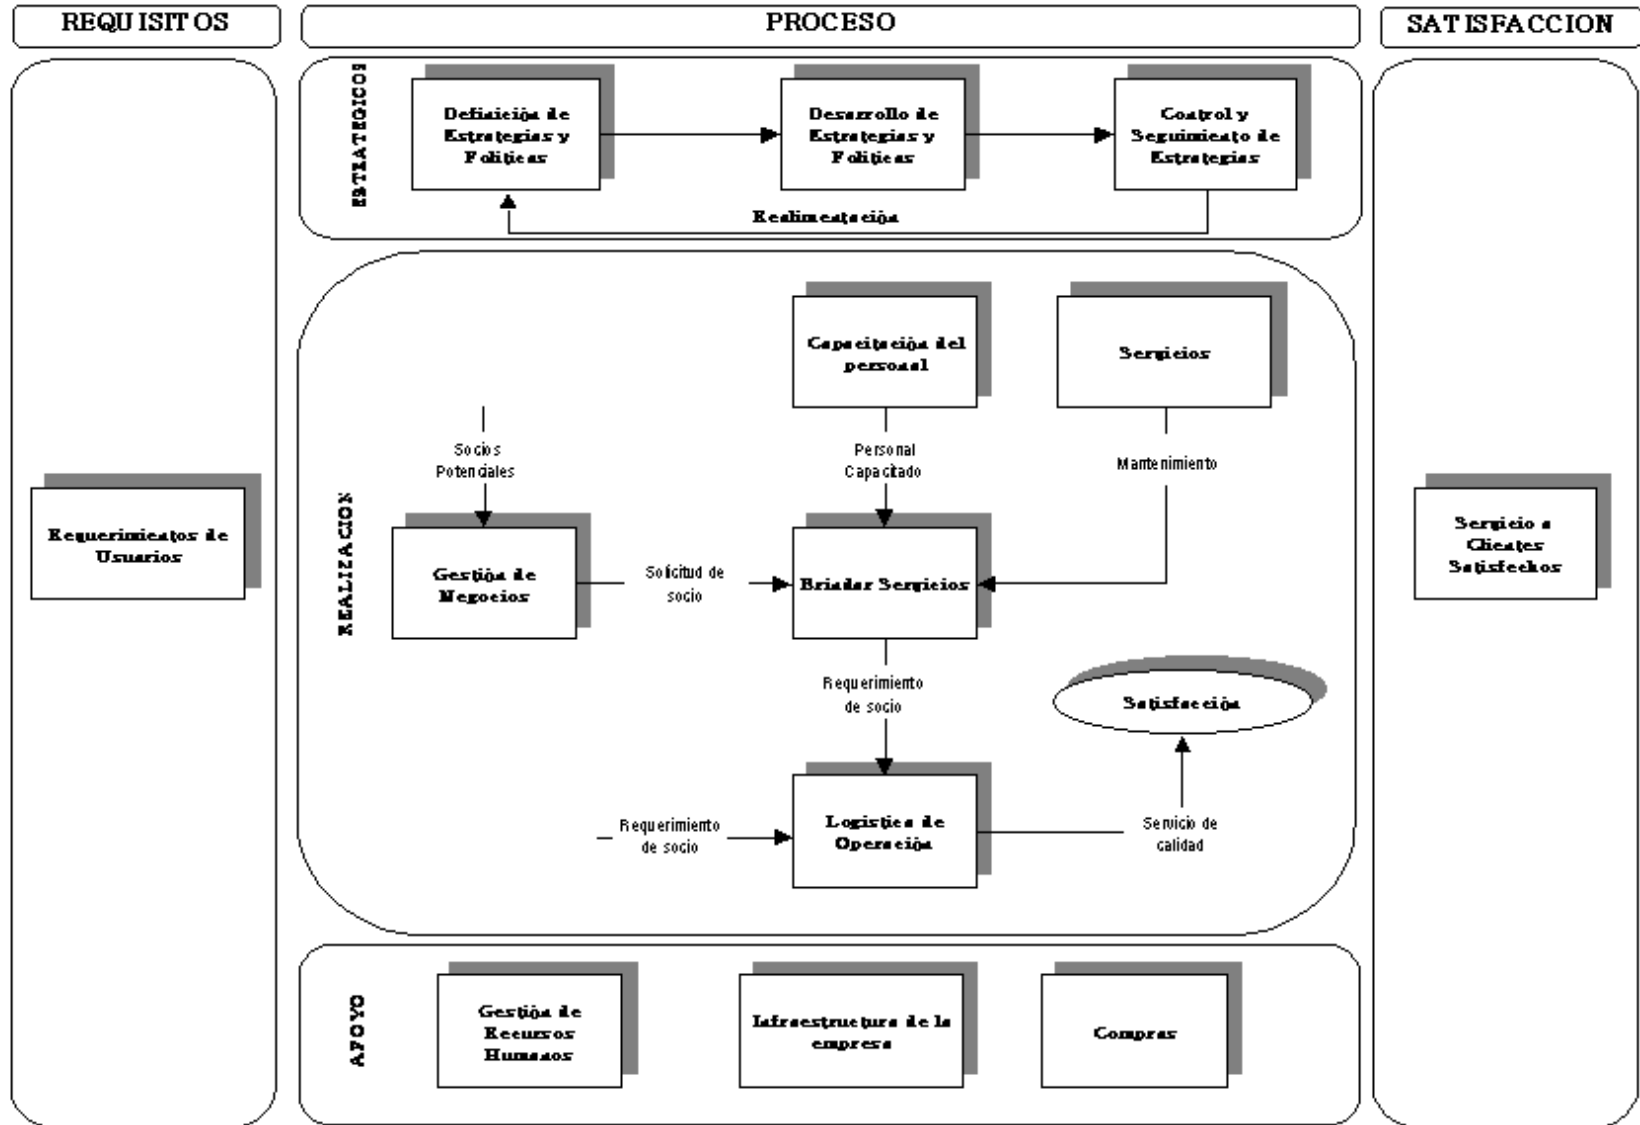 REQUISITOS
PROCESO
SATISFACCION
ESTRATEGICOS
Definición de
Estrategias y
Políticas
Desarrollo de
Estrategias y
Políticas
Control y
Seguimiento de
Estrategias
Realimentación
REALIZACION
Capacitación del
personal
Servicios
Socios
Potenciales
Personal
Capacitado
Mantenimiento
Requerimientos de
Usuarios
Gestión de
Negocios
Solicitud de
socio
Brindar Servicios
Servicio a
Clientes
Satisfechos
Requerimiento
de socio
Satisfacción
Requerimiento
de socio
Logística de
Operación
Servicio de
calidad
APOYO
Gestión de
Recursos
Humanos
Infraestructura de la
empresa
Compras